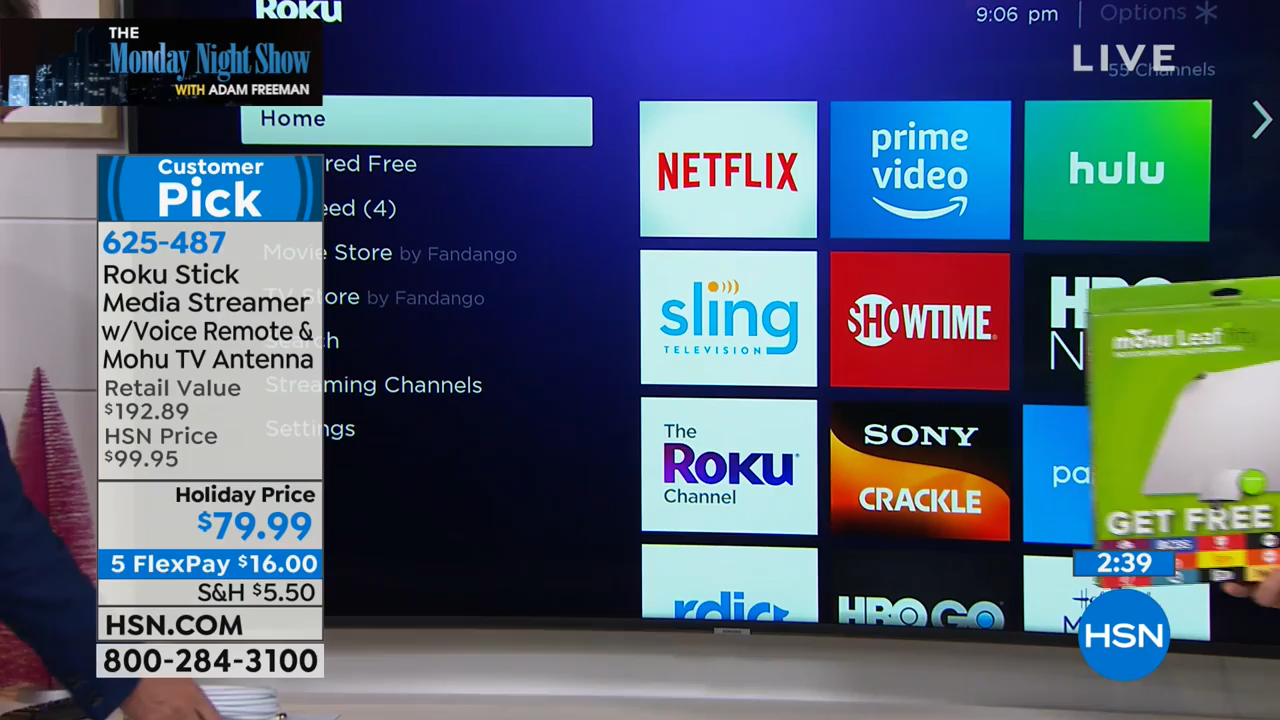 THE
Monday Night Show
WITH ADAM FREEMAN
Customer
Pick
625-487
Roku Stick
Media Streamer
w/Voice Remote &
Mohu TV Antenna
Retail Value
$192.89
HSN Price
$99.95
Holiday Price
$79.99
5 FlexPay $16.00
S&H $5.50
HSN.COM
800-284-3100
Roku
9:06 pm
Options
LIVE
55 Channels
Home
Free
(4)
Movie Store by Fandango
Store by Fandango
Streaming Channels
Settings
NETFLIX
prime
video
hulu
sling
TELEVISION
SHOWTIME
The
Roku
Channel
SONY
CRACKLE
HBO GO
mohu Leaf
GET FREE
2:39
HSN